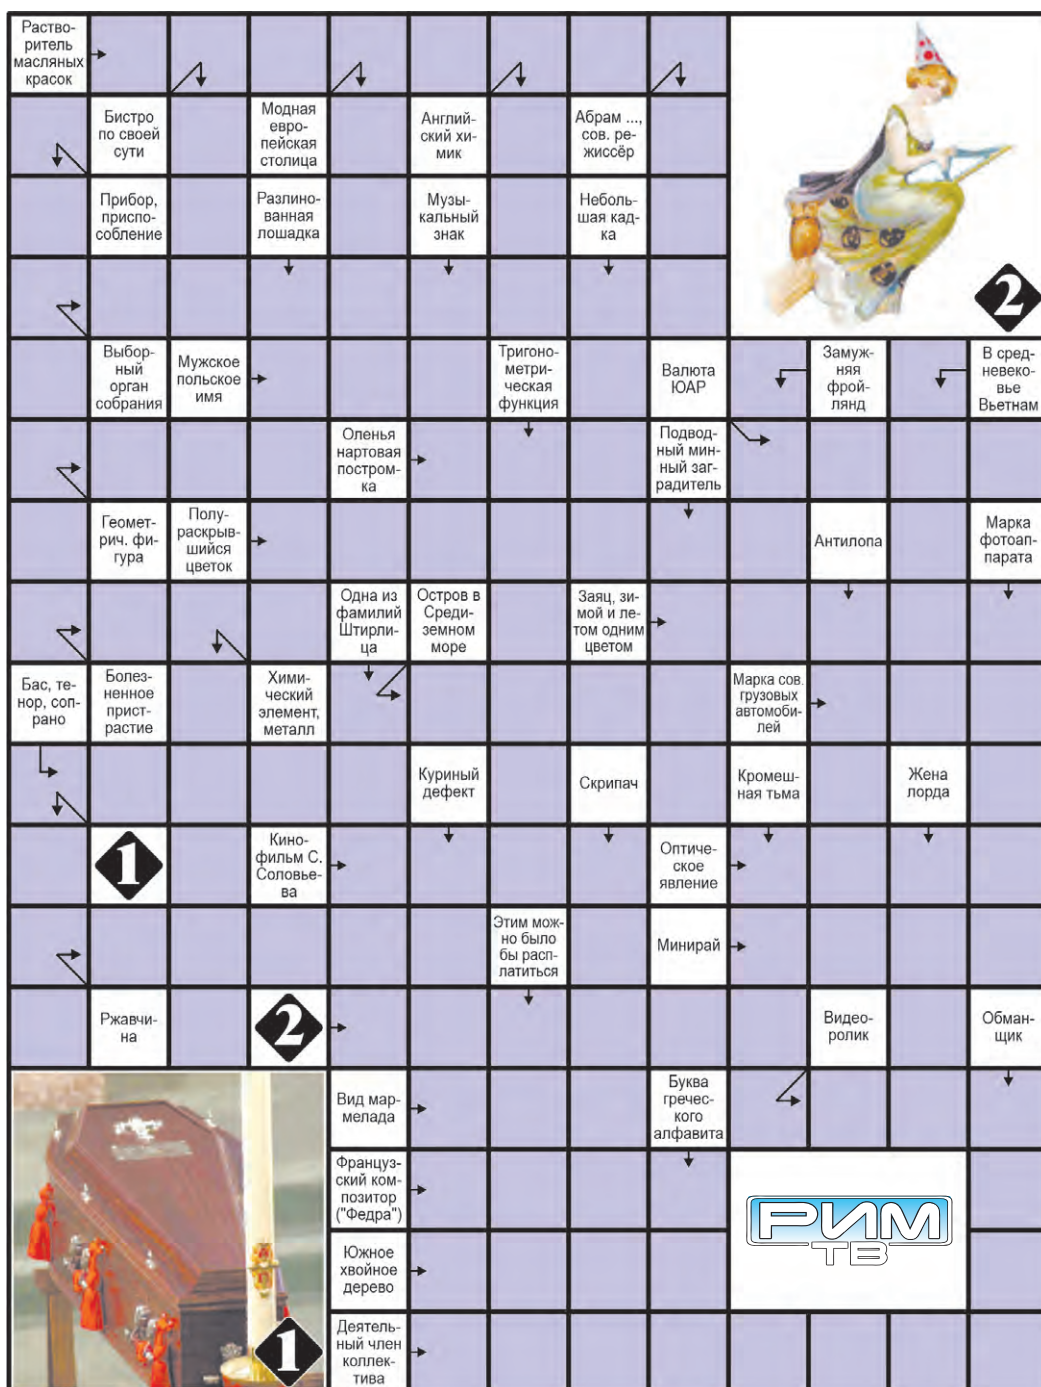 Раство-
ритель
масляных
красок
Бистро
по своей
сути
Модная
евро-
пейская
столица
Англий-
ский хи-
мик
Абрам ...,
сов. ре-
жиссёр
Прибор,
приспо-
собление
Разлино-
ванная
лошадка
Музы-
кальный
знак
Неболь-
шая кад-
ка
2
Выбор-
ный
орган
собрания
Мужское
польское
имя
Тригоно-
метри-
ческая
функция
Валюта
ЮАР
Замуж-
няя
фрой-
лянд
В сред-
невеко-
вье
Вьетнам
Оленья
нартовая
постром-
ка
Подвод-
ный мин-
ный заг-
радитель
Геомет-
рич. фи-
гура
Полу-
раскрыв-
шийся
цветок
Антилопа
Марка
фотоап-
парата
Одна из
фамилий
Штирли-
ца
Остров в
Среди-
земном
море
Заяц, зи-
мой и ле-
том одним
цветом
Бас, те-
нор, соп-
рано
Болез-
ненное
прист-
растие
Хими-
ческий
элемент,
металл
Марка сов.
грузовых
автомоби-
лей
Куриный
дефект
Скрипач
Кромеш-
ная тьма
Жена
лорда
1
Кино-
фильм С.
Соловье-
ва
Оптиче-
ское
явление
Этим мож-
но было
бы расп-
латиться
Минирай
Ржавчи-
на
2
Видео-
ролик
Обман-
щик
Вид мар-
мелада
Буква
гречес-
кого
алфавита
Француз-
ский ком-
позитор
("Федра")
РИМ
ТВ
Южное
хвойное
дерево
1
Деятель-
ный член
коллек-
тива